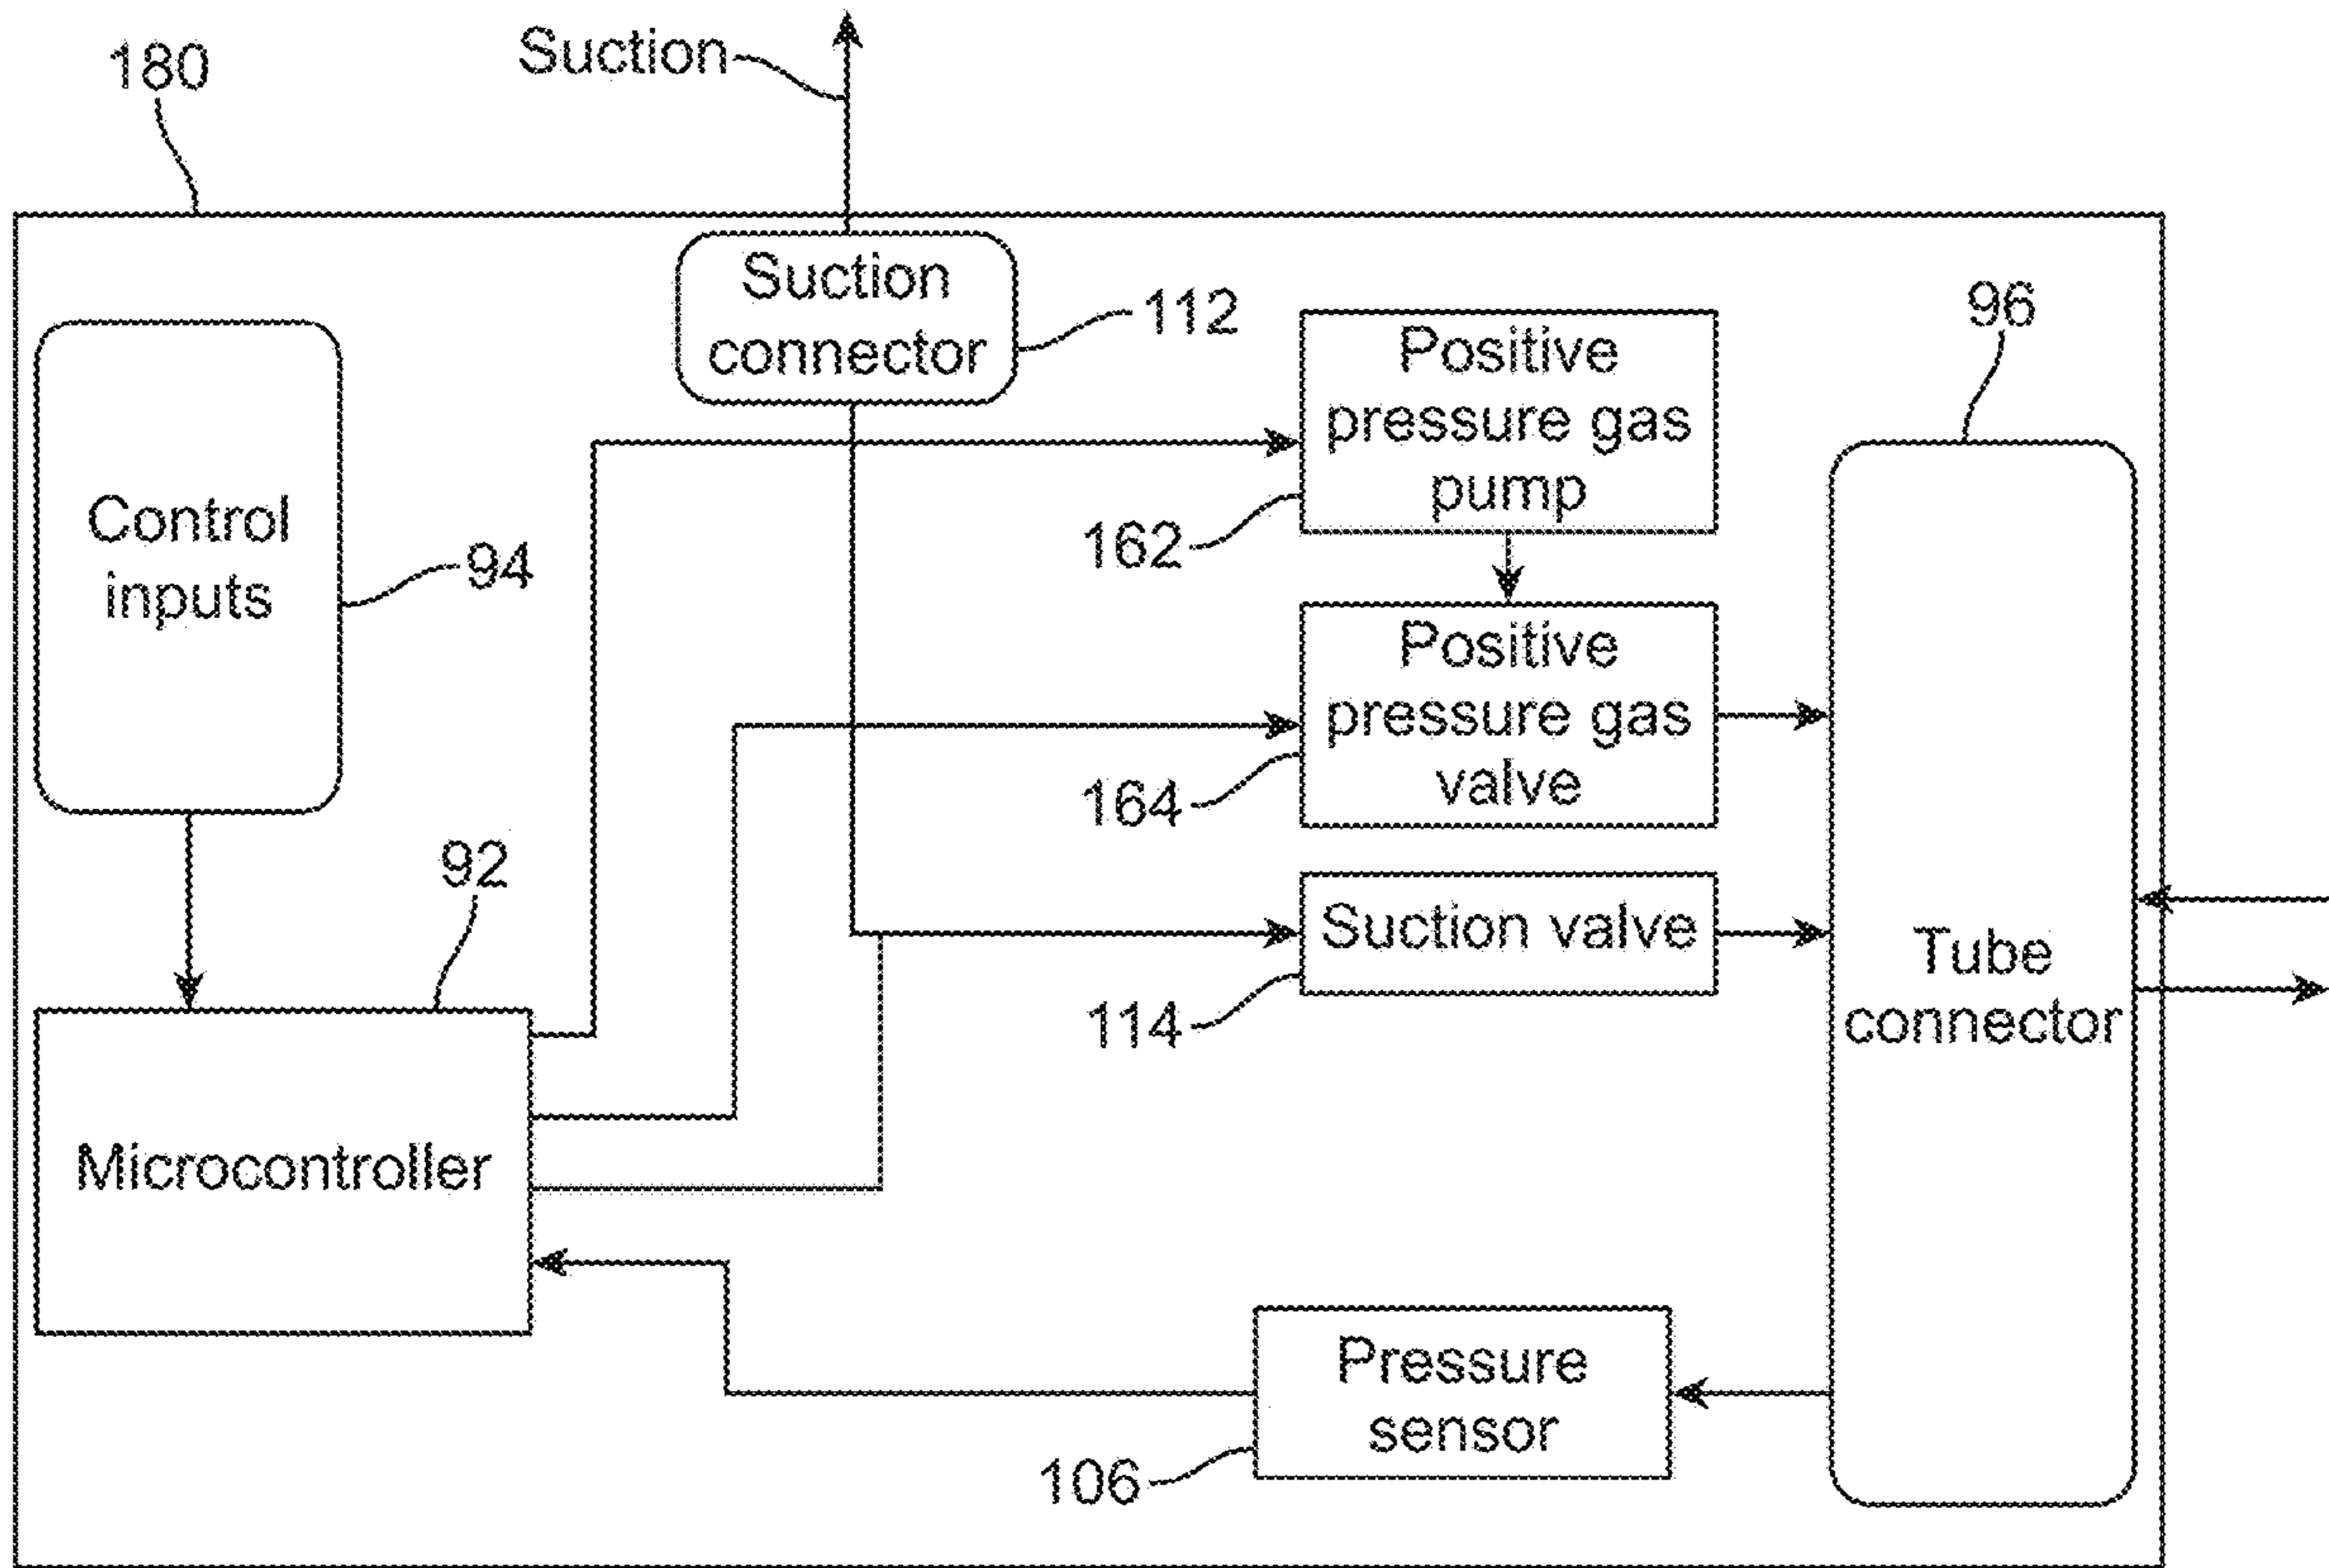 180
Suction
Suction
connector
112
96
Positive
pressure gas
pump
162
Control
inputs
94
Positive
pressure gas
valve
164
92
Suction valve
114
Tube
connector
Microcontroller
Pressure
sensor
106